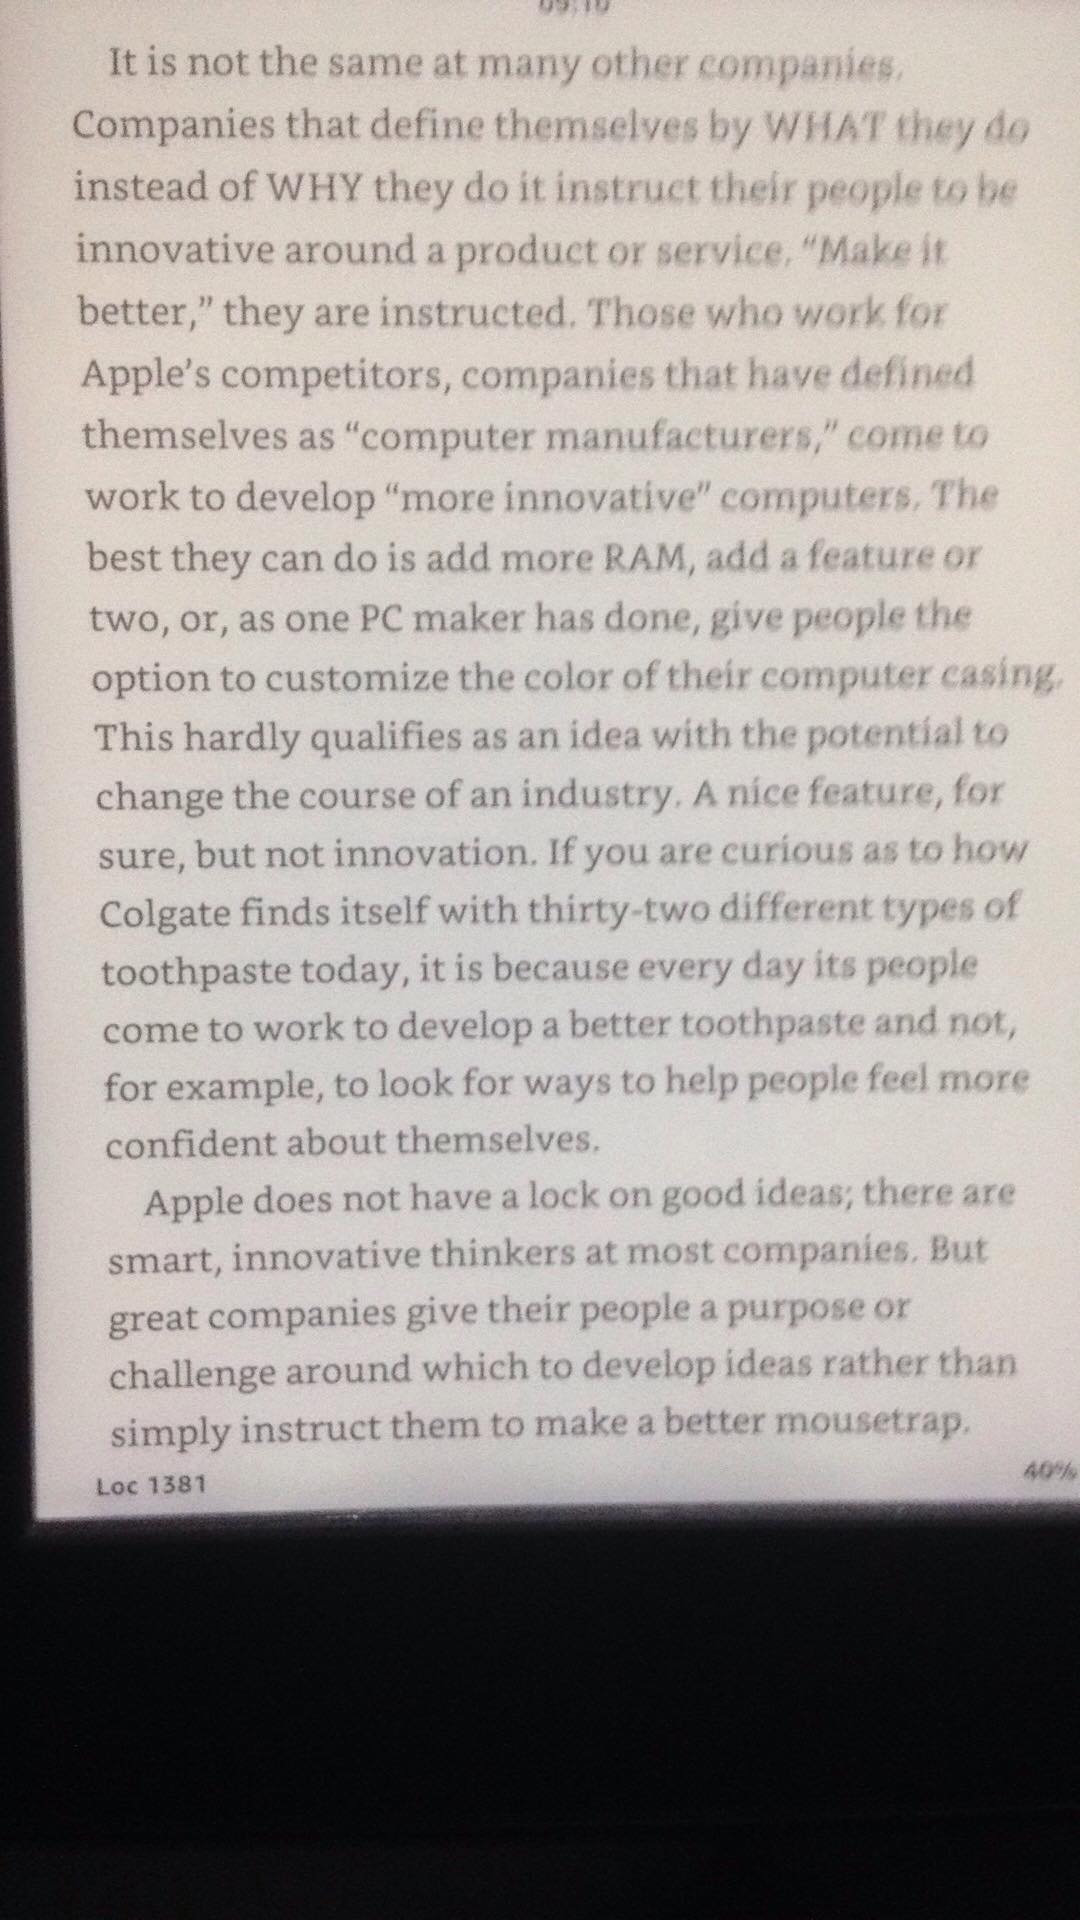 09:10
It is not the same at many other companies.
Companies that define themselves by WHAT they do
instead of WHY they do it instruct their people to be
innovative around a product or service. “Make it
better,” they are instructed. Those who work for
Apple’s competitors, companies that have defined
themselves as “computer manufacturers,” come to
work to develop “more innovative” computers. The
best they can do is add more RAM, add a feature or
two, or, as one PC maker has done, give people the
option to customize the color of their computer casing.
This hardly qualifies as an idea with the potential to
change the course of an industry. A nice feature, for
sure, but not innovation. If you are curious as to how
Colgate finds itself with thirty-two different types of
toothpaste today, it is because every day its people
come to work to develop a better toothpaste and not,
for example, to look for ways to help people feel more
confident about themselves.
Apple does not have a lock on good ideas; there are
smart, innovative thinkers at most companies. But
great companies give their people a purpose or
challenge around which to develop ideas rather than
simply instruct them to make a better mousetrap.
Loc 1381
40%